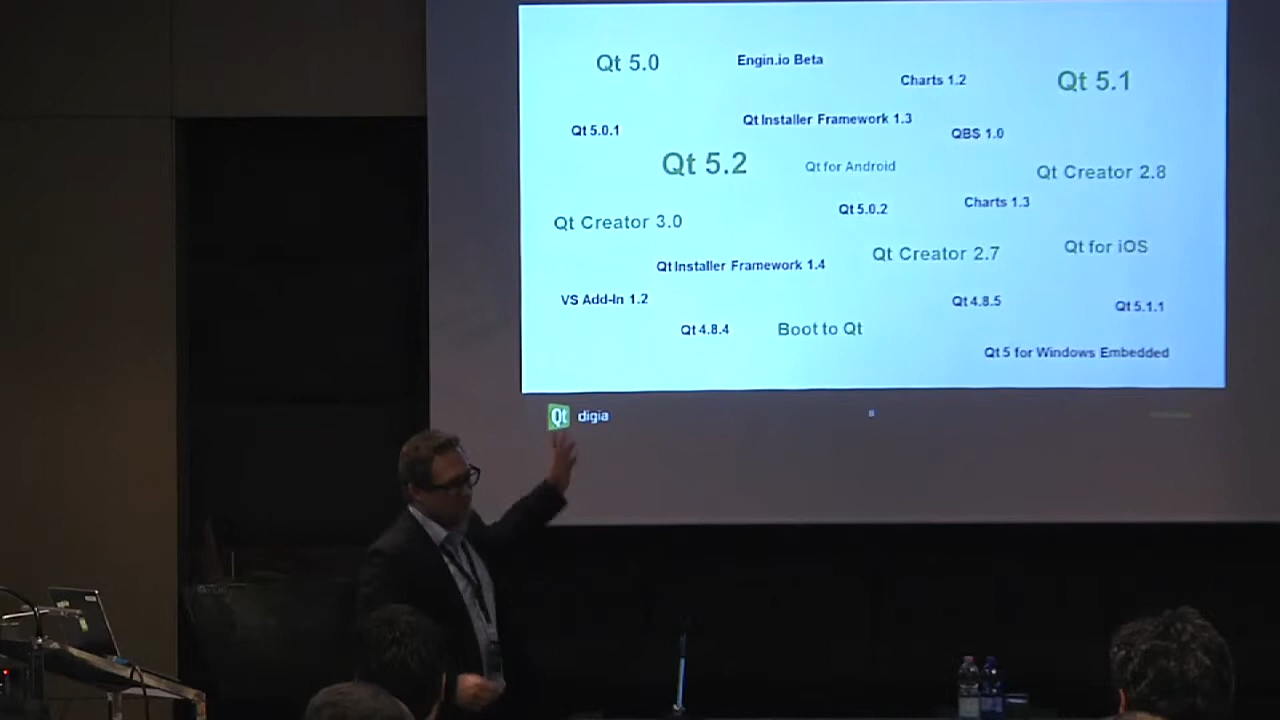 Qt 5.0
Engin.io Beta
Charts 1.2
Qt 5.1
Qt 5.0.1
Qt Installer Framework 1.3
QBS 1.0
Qt 5.2
Qt for Android
Qt Creator 2.8
Qt Creator 3.0
Qt 5.0.2
Charts 1.3
Qt Installer Framework 1.4
Qt Creator 2.7
Qt for iOS
VS Add-In 1.2
Qt 4.8.4
Boot to Qt
Qt 4.8.5
Qt 5.1.1
Qt 5 for Windows Embedded
Qt digia